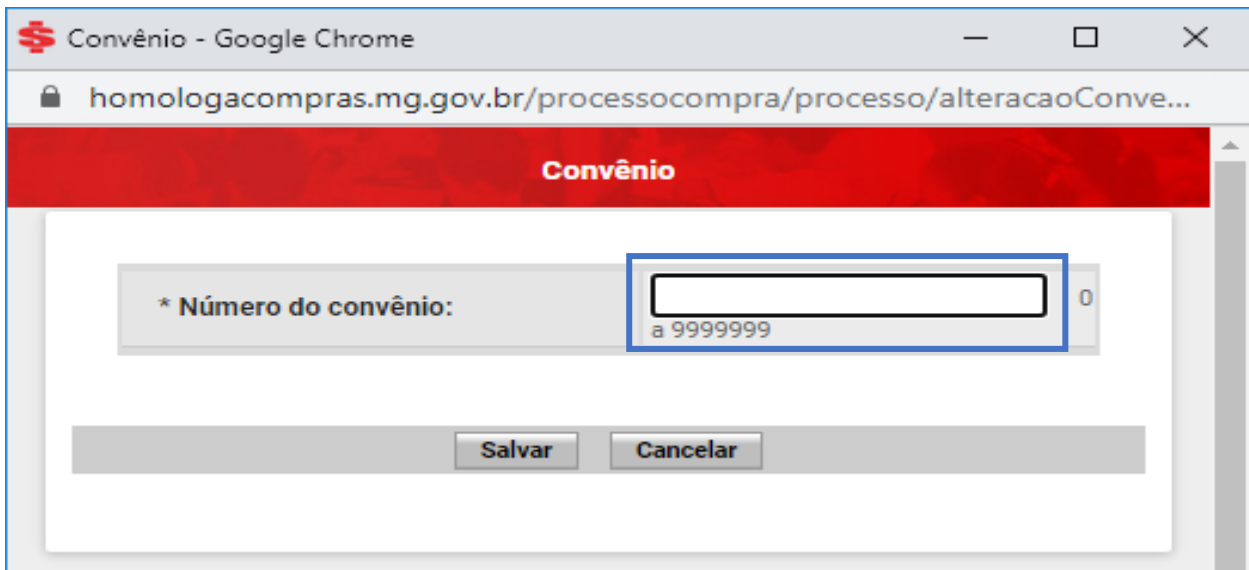 Convênio - Google Chrome
homologacompras.mg.gov.br/processocompra/processo/alteracaoConve...
Convênio
* Número do convênio:
0
a 9999999
Salvar Cancelar